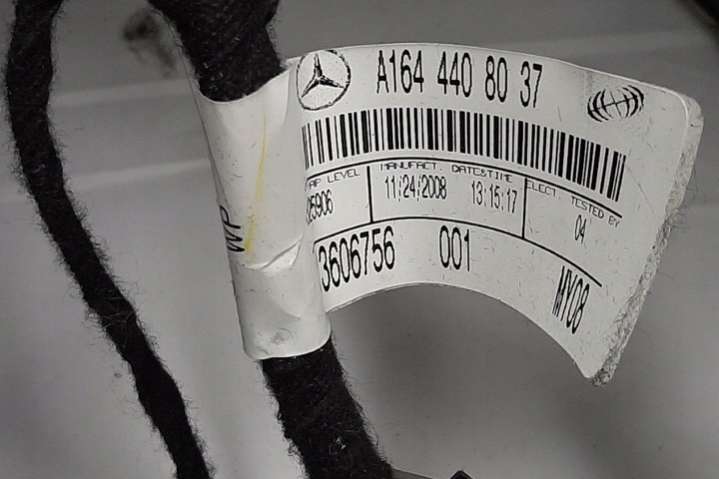 A164 440 80 37
LEVEL MANUFACT. DATE&TIME ELECT. TESTED BY
25906 11/24/2008 13:15:17 04
3606756 001 MY08
WP